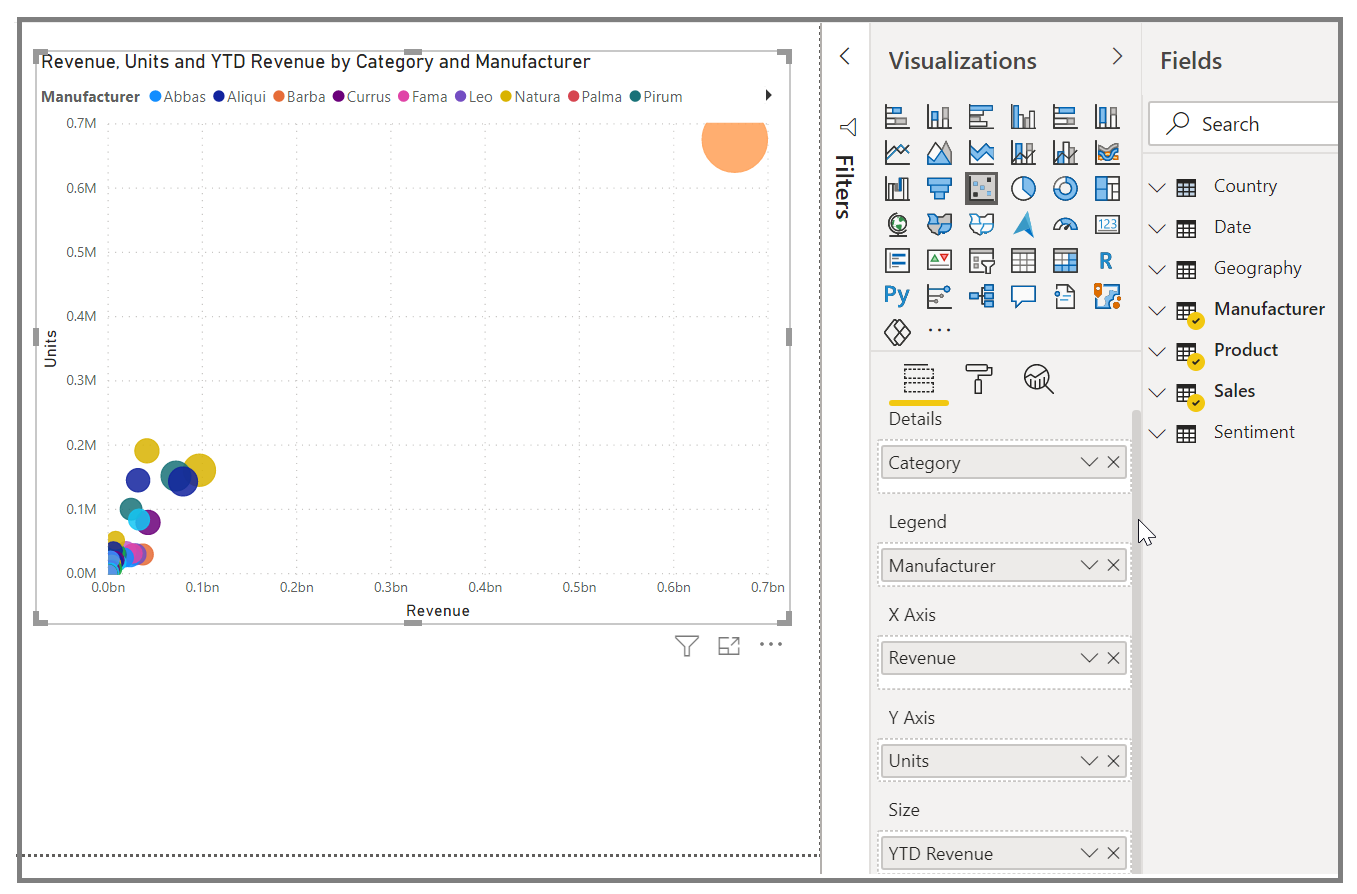 Revenue, Units and YTD Revenue by Category and Manufacturer
Manufacturer Abbas Aliqui Barba Currus Fama Leo Natura Palma Pirum
0.7M
0.6M
0.5M
0.4M
0.3M
0.2M
0.1M
0.0M
Units
0.0bn 0.1bn 0.2bn 0.3bn 0.4bn 0.5bn 0.6bn 0.7bn
Revenue
Filters
Visualizations
123
R
Py
Details
Category
Legend
Manufacturer
X Axis
Revenue
Y Axis
Units
Size
YTD Revenue
Fields
Search
Country
Date
Geography
Manufacturer
Product
Sales
Sentiment